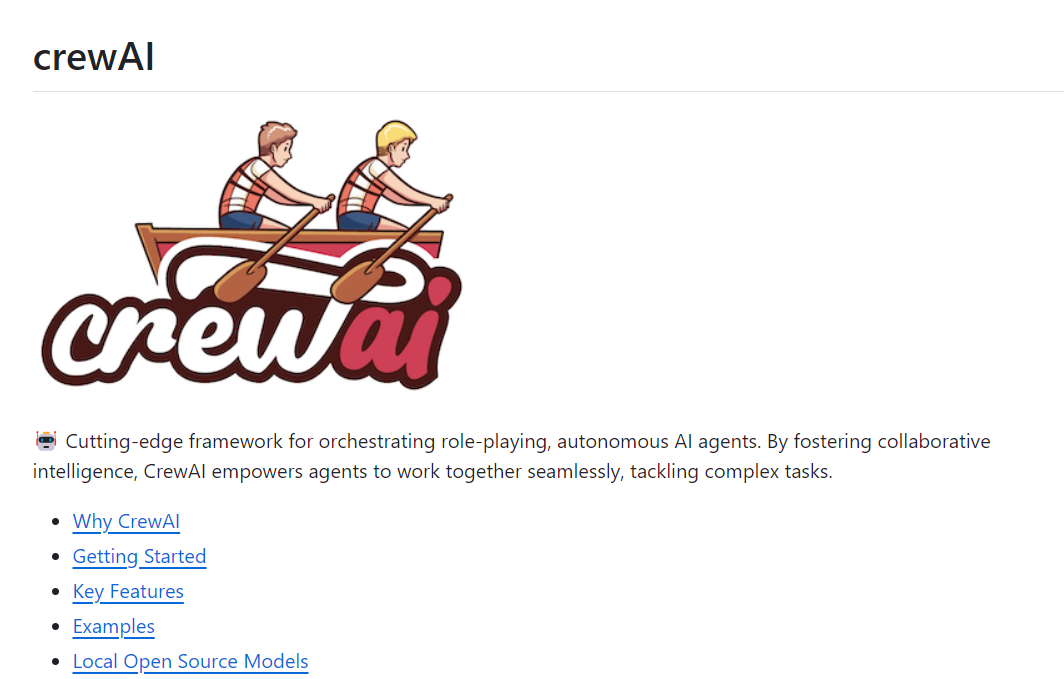 crewAI
crewai
🤖 Cutting-edge framework for orchestrating role-playing, autonomous AI agents. By fostering collaborative
intelligence, CrewAI empowers agents to work together seamlessly, tackling complex tasks.
• Why CrewAI
• Getting Started
• Key Features
• Examples
• Local Open Source Models